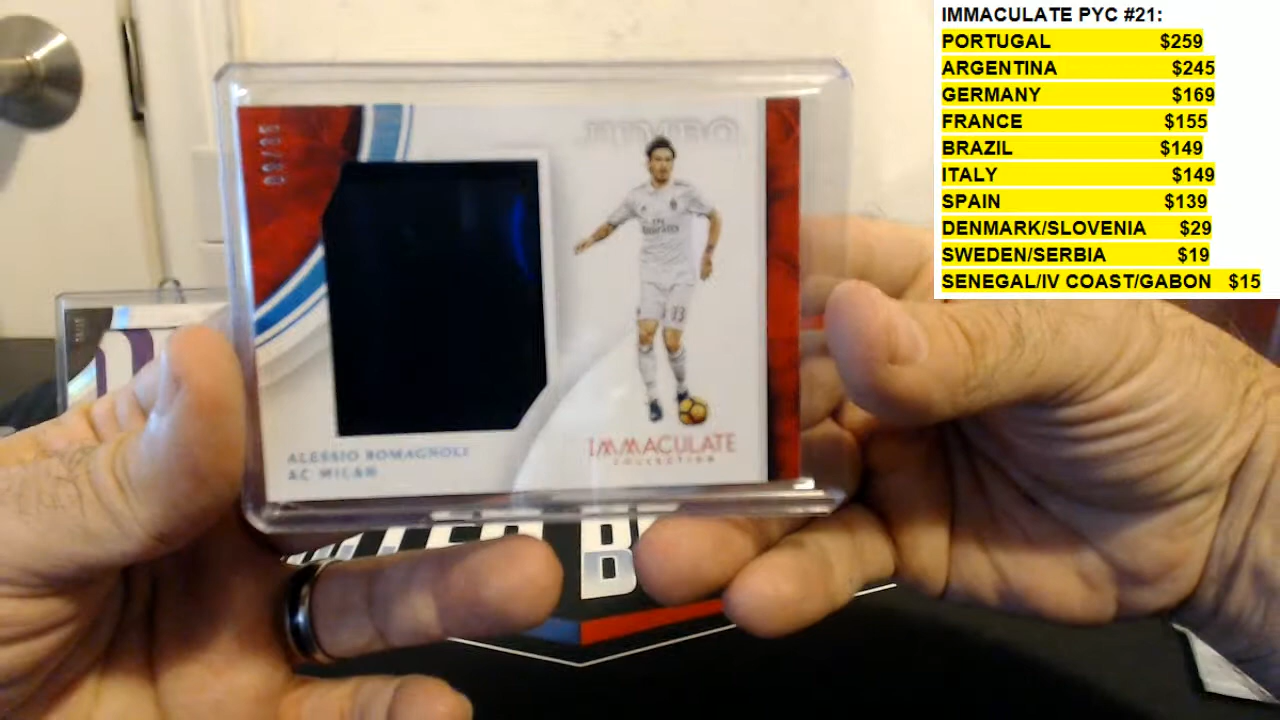 IMMACULATE PYC #21:
PORTUGAL $259
ARGENTINA $245
GERMANY $169
FRANCE $155
BRAZIL $149
ITALY $149
SPAIN $139
DENMARK/SLOVENIA $29
SWEDEN/SERBIA $19
SENEGAL/IV COAST/GABON $15
ALESSIO ROMAGNOLI
AC MILAN
IMMACULATE
COLLECTION
13